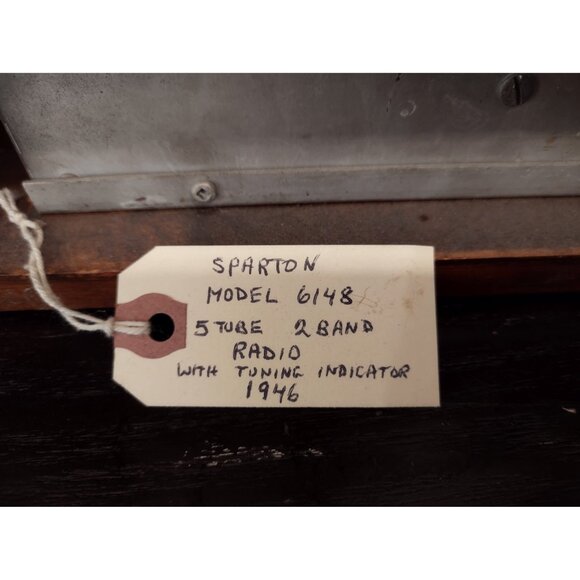 SPARTON
MODEL 6148
5 TUBE 2 BAND
RADIO
WITH TUNING INDICATOR
1946